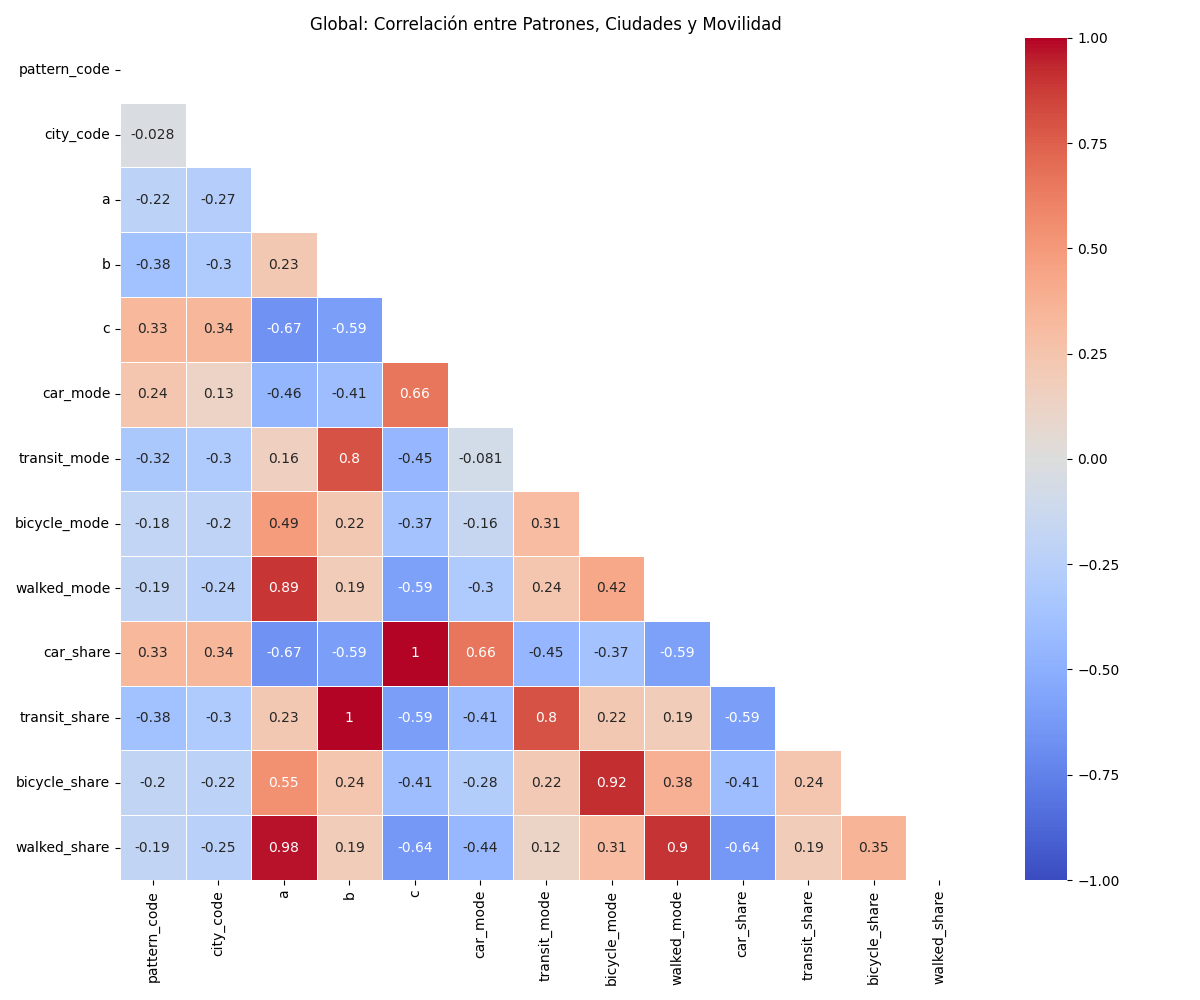 Global: Correlación entre Patrones, Ciudades y Movilidad
pattern_code
city_code -0.028
a -0.22 -0.27
b -0.38 -0.3 0.23
c 0.33 0.34 -0.67 -0.59
car_mode 0.24 0.13 -0.46 -0.41 0.66
transit_mode -0.32 -0.3 0.16 0.8 -0.45 -0.081
bicycle_mode -0.18 -0.2 0.49 0.22 -0.37 -0.16 0.31
walked_mode -0.19 -0.24 0.89 0.19 -0.59 -0.3 0.24 0.42
car_share 0.33 0.34 -0.67 -0.59 1 0.66 -0.45 -0.37 -0.59
transit_share -0.38 -0.3 0.23 1 -0.59 -0.41 0.8 0.22 0.19 -0.59
bicycle_share -0.2 -0.22 0.55 0.24 -0.41 -0.28 0.22 0.92 0.38 -0.41 0.24
walked_share -0.19 -0.25 0.98 0.19 -0.64 -0.44 0.12 0.31 0.9 -0.64 0.19 0.35
pattern_code city_code a b c car_mode transit_mode bicycle_mode walked_mode car_share transit_share bicycle_share walked_share
1.00
0.75
0.50
0.25
0.00
−0.25
−0.50
−0.75
−1.00